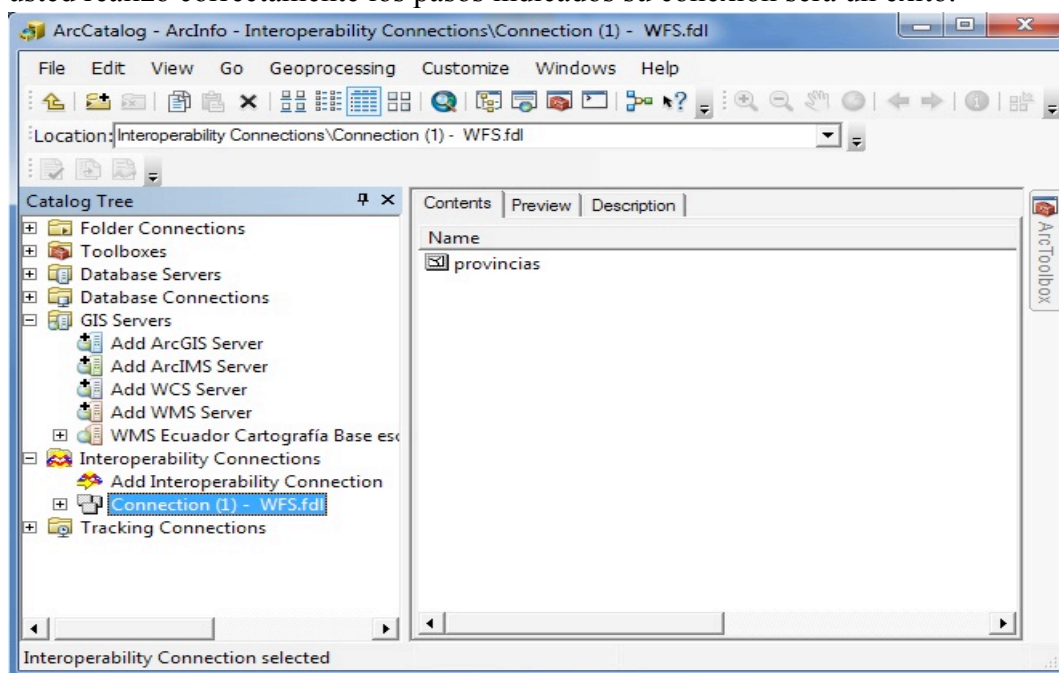 usted realizó correctamente los pasos indicados su conexión será un éxito.
ArcCatalog - ArcInfo - Interoperability Connections\Connection (1) - WFS.fdl
File Edit View Go Geoprocessing Customize Windows Help
Location: Interoperability Connections\Connection (1) - WFS.fdl
Catalog Tree
Folder Connections
Toolboxes
Database Servers
Database Connections
GIS Servers
Add ArcGIS Server
Add ArcIMS Server
Add WCS Server
Add WMS Server
WMS Ecuador Cartografía Base esc
Interoperability Connections
Add Interoperability Connection
Connection (1) - WFS.fdl
Tracking Connections
Contents Preview Description
Name
provincias
ArcToolbox
Interoperability Connection selected